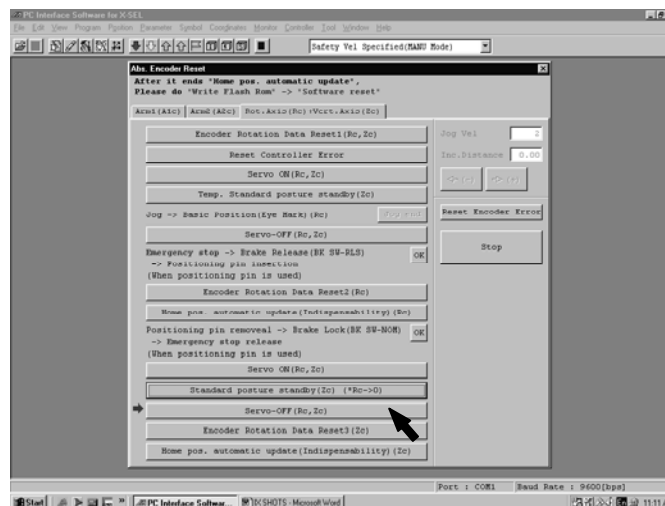 PC Interface Software for X-SEL
File Edit View Program Position Parameter Symbol Coordinates Monitor Controller Tool Window Help
Safety Vel Specified(MANU Mode)
Abs. Encoder Reset
After it ends "Home pos. automatic update",
Please do "Write Flash Rom" -> "Software reset"
Arm1(A1c) Arm2(A2c) Rot.Axis(Rc)+Vert.Axis(Zc)
Encoder Rotation Data Reset1(Rc,Zc)
Reset Controller Error
Servo ON(Rc,Zc)
Temp. Standard posture standby(Zc)
Jog -> Basic Position(Eye Mark)(Rc) Jog end
Servo-OFF(Rc,Zc)
Emergency stop -> Brake Release(BK SW-RLS) OK
-> Positioning pin insertion
(When positioning pin is used)
Encoder Rotation Data Reset2(Rc)
Home pos. automatic update(Indispensability)(Rc)
Positioning pin removeal -> Brake Lock(BK SW-NOM) OK
-> Emergency stop release
(When positioning pin is used)
Servo ON(Rc,Zc)
Standard posture standby(Zc) (*Rc->0)
Servo-OFF(Rc,Zc)
Encoder Rotation Data Reset3(Zc)
Home pos. automatic update(Indispensability)(Zc)
Jog Vel 2
Inc.Distance 0.00
Reset Encoder Error
Stop
Port : COM1 Baud Rate : 9600[bps]
Start PC Interface Softwar... IX SHOTS - Microsoft Word 11:11